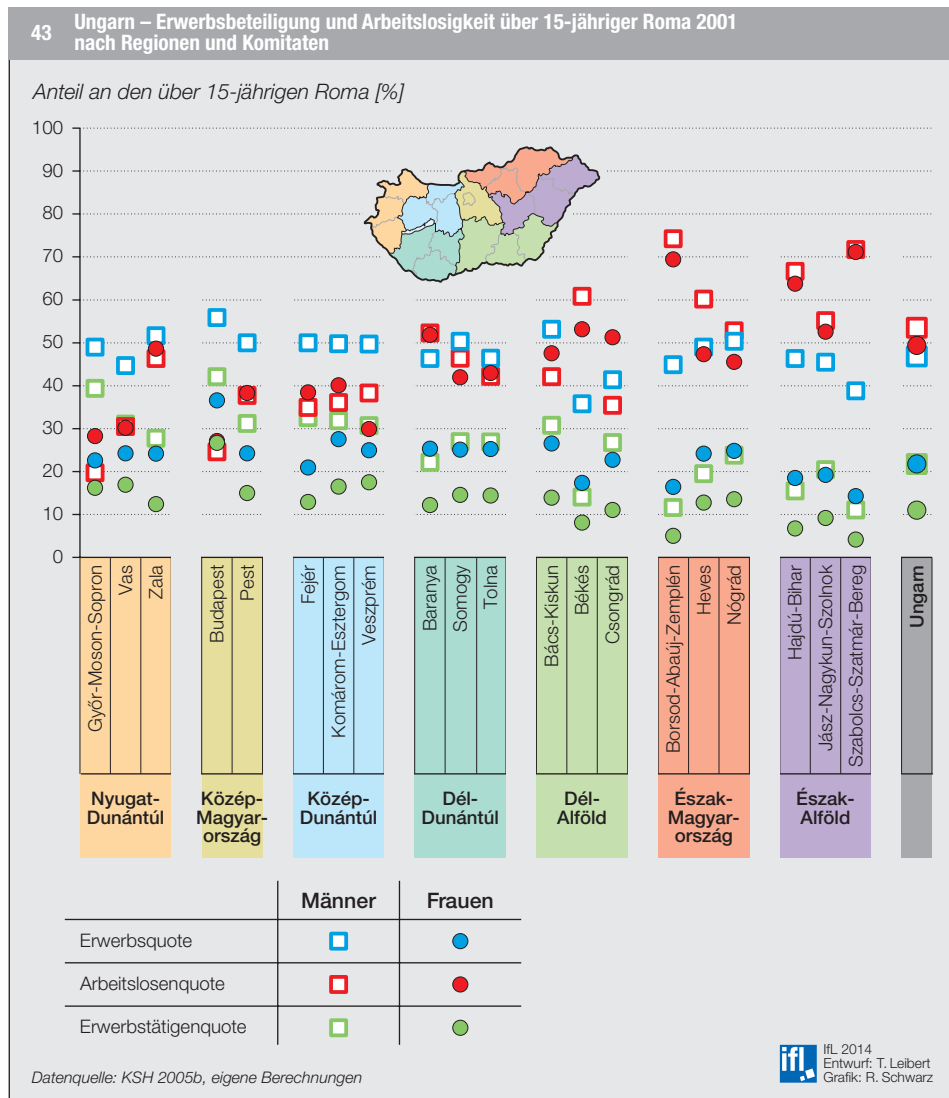 43
Ungarn – Erwerbsbeteiligung und Arbeitslosigkeit über 15-jähriger Roma 2001
nach Regionen und Komitaten
Anteil an den über 15-jährigen Roma [%]
100
90
80
70
60
50
40
30
20
10
0
Győr-Moson-Sopron
Vas
Zala
Budapest
Pest
Fejér
Komárom-Esztergom
Veszprém
Baranya
Somogy
Tolna
Bács-Kiskun
Békés
Csongrád
Borsod-Abaúj-Zemplén
Heves
Nógrád
Hajdú-Bihar
Jász-Nagykun-Szolnok
Szabolcs-Szatmár-Bereg
Ungarn
Nyugat-
Dunántúl
Közép-
Magyar-
ország
Közép-
Dunántúl
Dél-
Dunántúl
Dél-
Alföld
Észak-
Magyar-
ország
Észak-
Alföld
Männer Frauen
Erwerbsquote
Arbeitslosenquote
Erwerbstätigenquote
Datenquelle: KSH 2005b, eigene Berechnungen
ifl
IfL 2014
Entwurf: T. Leibert
Grafik: R. Schwarz